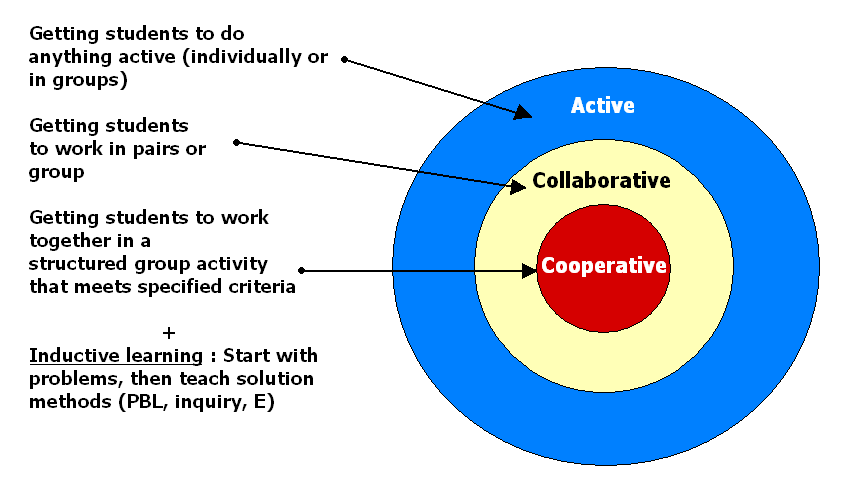 Getting students to do
anything active (individually or
in groups)
Active
Getting students
to work in pairs or
group
Collaborative
Getting students to work
together in a
structured group activity
that meets specified criteria
Cooperative
+
Inductive learning : Start with
problems, then teach solution
methods (PBL, inquiry, E)